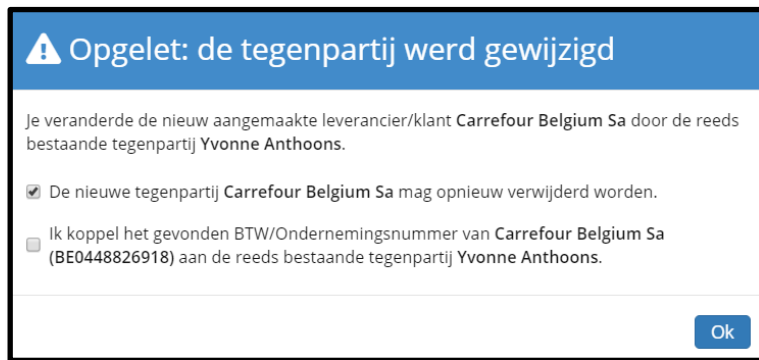 Opgelet: de tegenpartij werd gewijzigd
Je veranderde de nieuw aangemaakte leverancier/klant Carrefour Belgium Sa door de reeds
bestaande tegenpartij Yvonne Anthoons.
De nieuwe tegenpartij Carrefour Belgium Sa mag opnieuw verwijderd worden.
Ik koppel het gevonden BTW/Ondernemingsnummer van Carrefour Belgium Sa
(BE0448826918) aan de reeds bestaande tegenpartij Yvonne Anthoons.
Ok